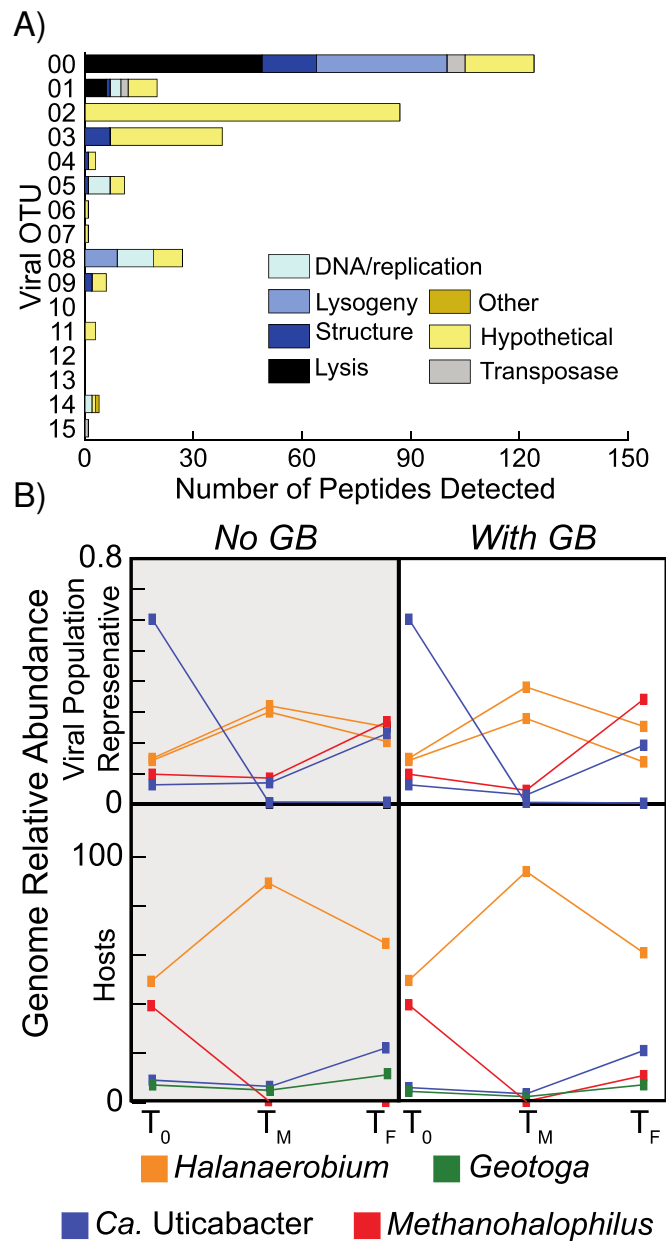 A)
Viral OTU
00
01
02
03
04
05
06
07
08
09
10
11
12
13
14
15
DNA/replication
Lysogeny
Structure
Lysis
Other
Hypothetical
Transposase
0 30 60 90 120 150
Number of Peptides Detected
B)
No GB With GB
Genome Relative Abundance
Viral Population
Represenative
0.8
0
Hosts
100
0
T0 TM TF T0 TM TF
Halanaerobium Geotoga
Ca. Uticabacter Methanohalophilus